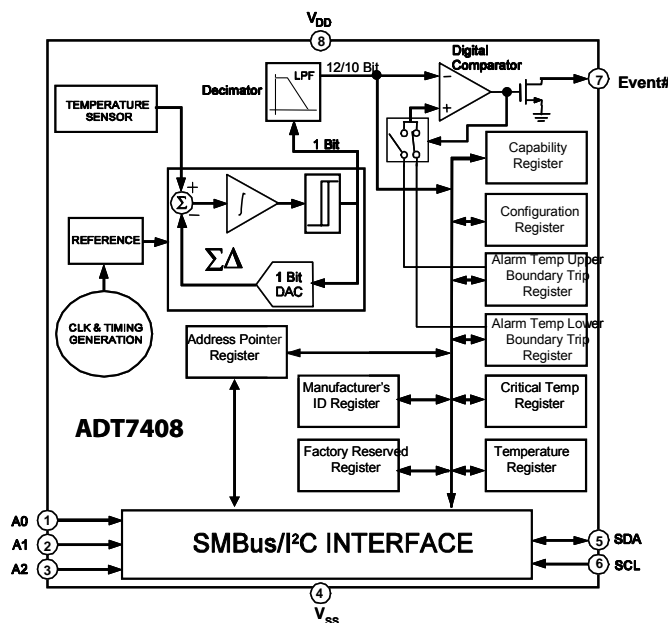 VDD
8
LPF
12/10 Bit
Digital
Comparator
Decimator
−
+
7
Event#
TEMPERATURE
SENSOR
1 Bit
Capability
Register
+
Σ
−
∫
Configuration
Register
REFERENCE
ΣΔ
1 Bit
DAC
Alarm Temp Upper
Boundary Trip
Register
CLK & TIMING
GENERATION
Address Pointer
Register
Alarm Temp Lower
Boundary Trip
Register
Manufacturer's
ID Register
Critical Temp
Register
ADT7408
Factory Reserved
Register
Temperature
Register
A0
1
A1
2
A2
3
SMBus/I²C INTERFACE
5
SDA
6
SCL
4
VSS